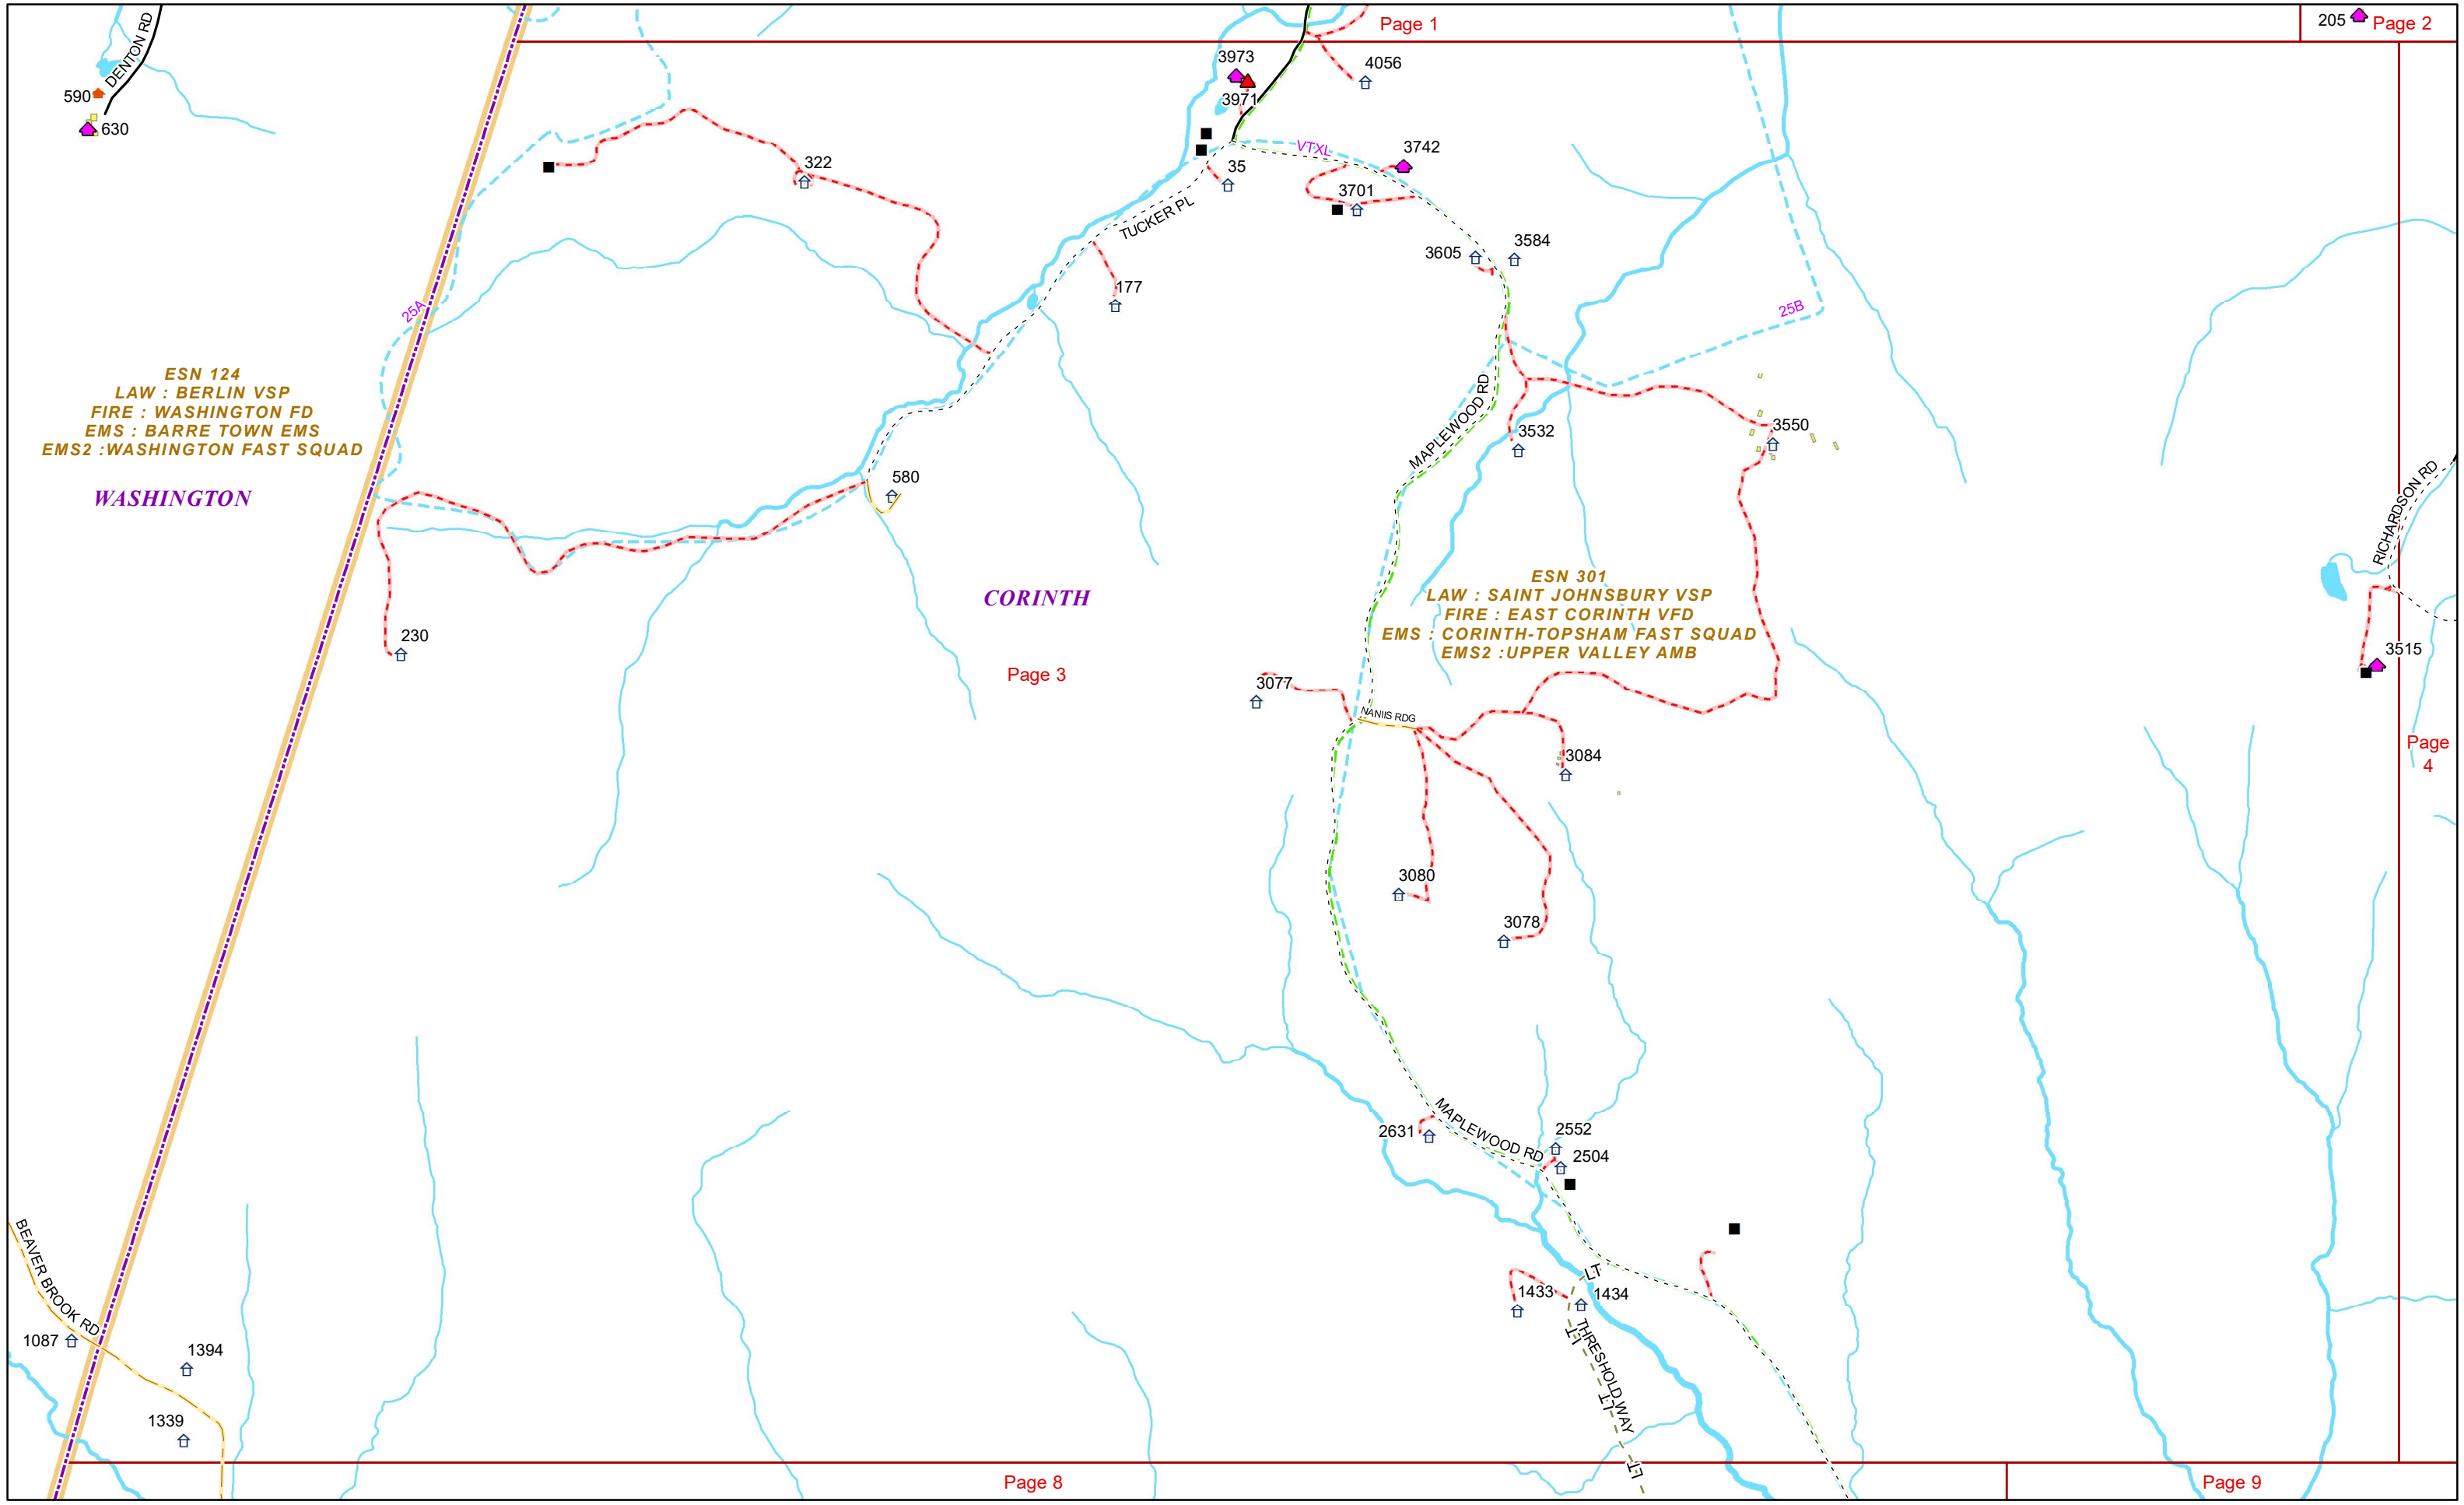 Page 1
205
Page 2
DENTON RD
590
630
3973
3971
4056
322
35
VTXL
3742
3701
TUCKER PL
3605
3584
177
25A
25B
ESN 124
LAW : BERLIN VSP
FIRE : WASHINGTON FD
EMS : BARRE TOWN EMS
EMS2 :WASHINGTON FAST SQUAD
WASHINGTON
MAPLEWOOD RD
3532
3550
580
RICHARDSON RD
CORINTH
ESN 301
LAW : SAINT JOHNSBURY VSP
FIRE : EAST CORINTH VFD
EMS : CORINTH-TOPSHAM FAST SQUAD
EMS2 :UPPER VALLEY AMB
230
Page 3
3077
3515
NANIIS RDG
Page
4
3084
3080
3078
MAPLEWOOD RD
2631
2552
2504
LT
1433
1434
LT
THRESHOLD WAY
LT
LT
BEAVER BROOK RD
1087
1394
1339
Page 8
Page 9